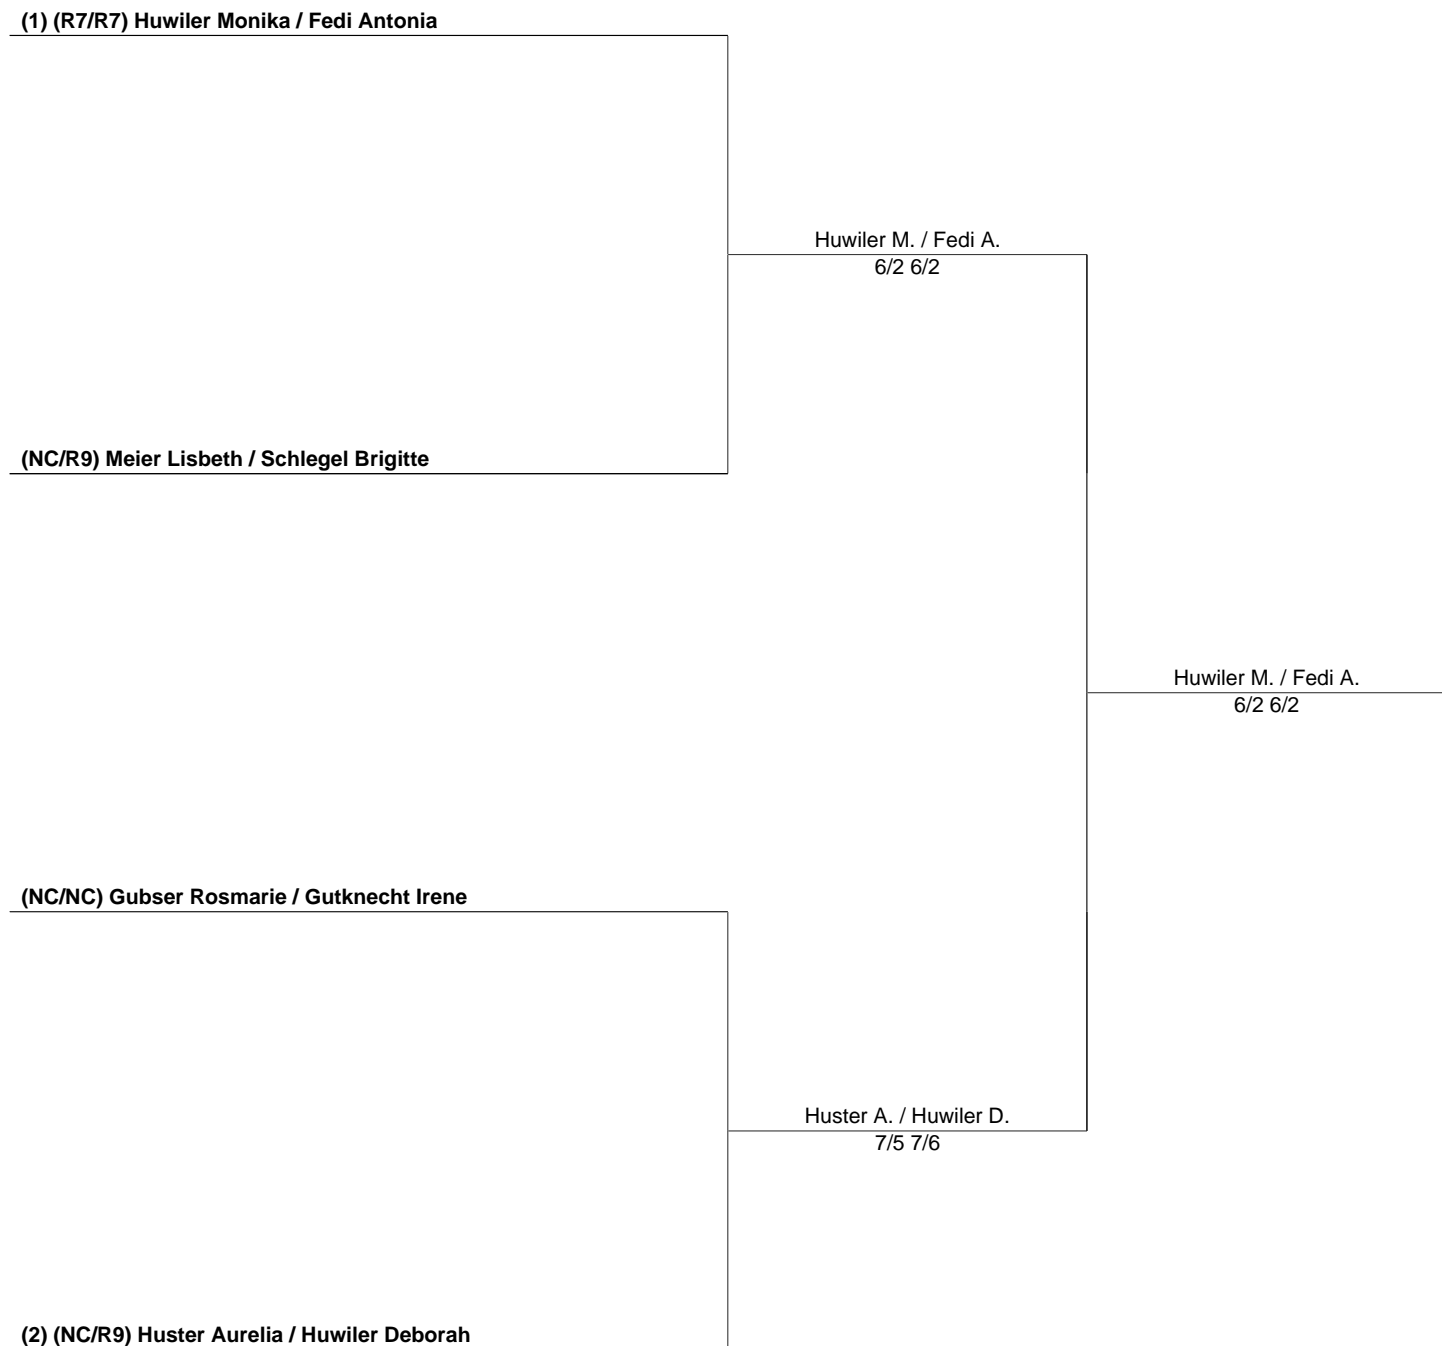 (1) (R7/R7) Huwiler Monika / Fedi Antonia
Huwiler M. / Fedi A.
6/2 6/2
(NC/R9) Meier Lisbeth / Schlegel Brigitte
Huwiler M. / Fedi A.
6/2 6/2
(NC/NC) Gubser Rosmarie / Gutknecht Irene
Huster A. / Huwiler D.
7/5 7/6
(2) (NC/R9) Huster Aurelia / Huwiler Deborah